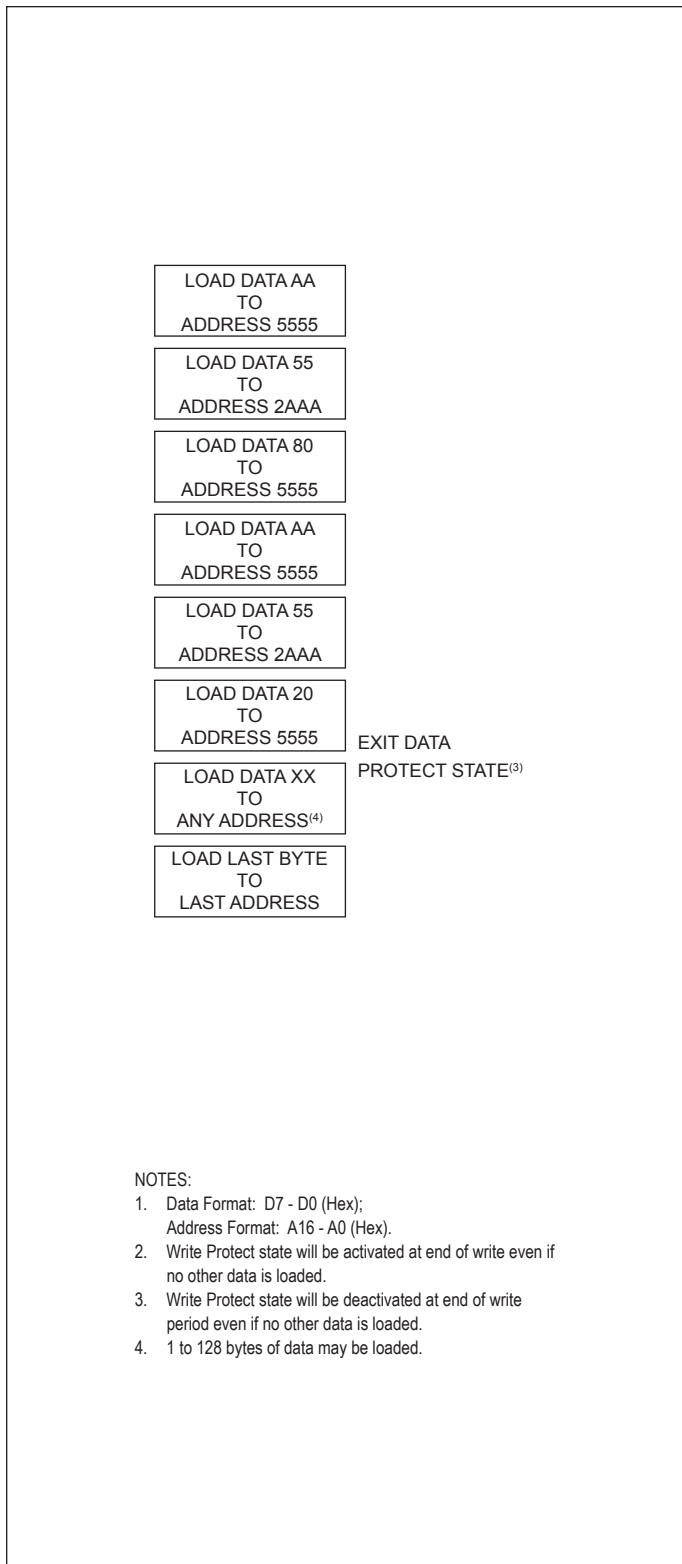 LOAD DATA AA
TO
ADDRESS 5555
LOAD DATA 55
TO
ADDRESS 2AAA
LOAD DATA 80
TO
ADDRESS 5555
LOAD DATA AA
TO
ADDRESS 5555
LOAD DATA 55
TO
ADDRESS 2AAA
LOAD DATA 20
TO
ADDRESS 5555
EXIT DATA
PROTECT STATE(3)
LOAD DATA XX
TO
ANY ADDRESS(4)
LOAD LAST BYTE
TO
LAST ADDRESS
NOTES:
1. Data Format: D7 - D0 (Hex);
Address Format: A16 - A0 (Hex).
2. Write Protect state will be activated at end of write even if
no other data is loaded.
3. Write Protect state will be deactivated at end of write
period even if no other data is loaded.
4. 1 to 128 bytes of data may be loaded.